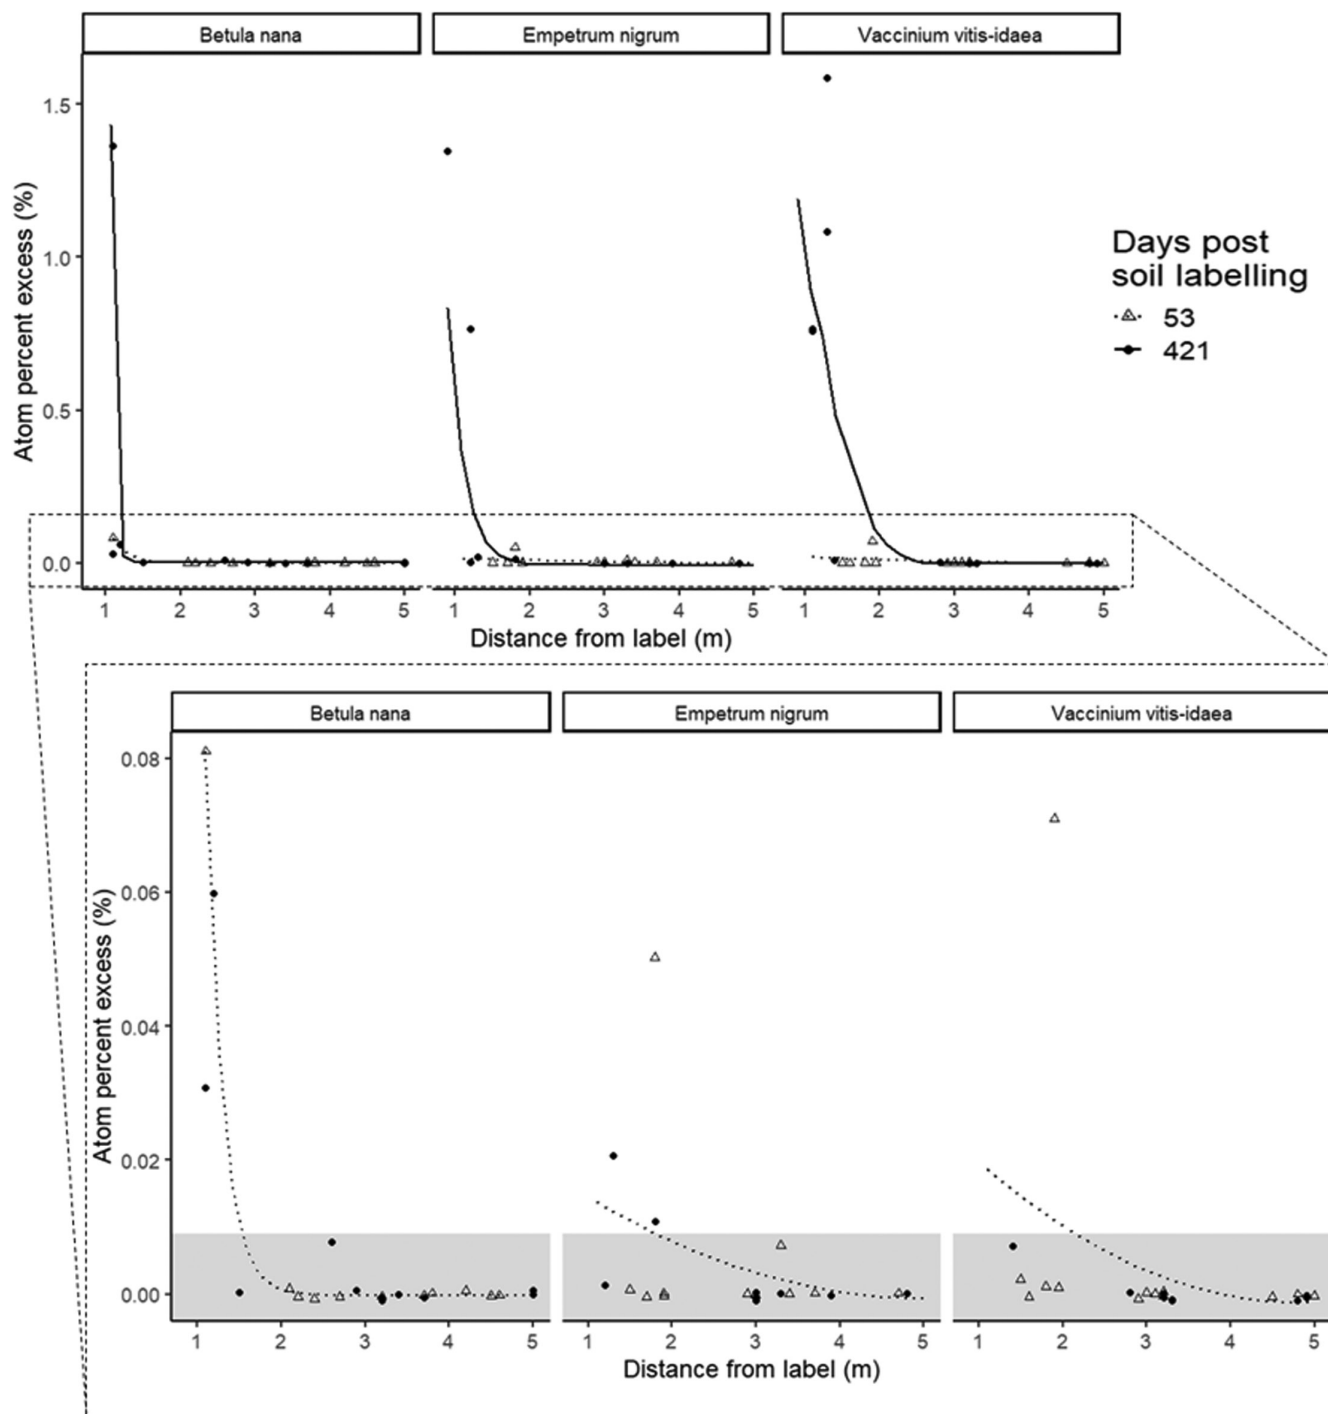 Betula nana
Empetrum nigrum
Vaccinium vitis-idaea
Atom percent excess (%)
1.5
1.0
0.5
0.0
1 2 3 4 5
1 2 3 4 5
1 2 3 4 5
Distance from label (m)
Days post
soil labelling
53
421
Betula nana
Empetrum nigrum
Vaccinium vitis-idaea
Atom percent excess (%)
0.08
0.06
0.04
0.02
0.00
1 2 3 4 5
1 2 3 4 5
1 2 3 4 5
Distance from label (m)